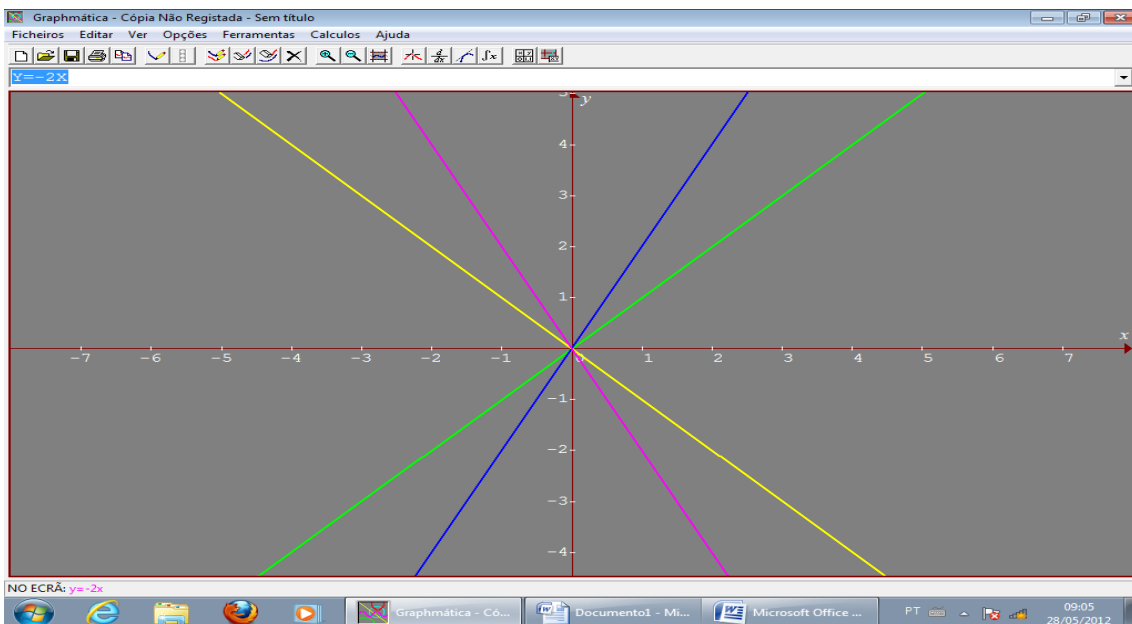 Graphmática - Cópia Não Registada - Sem título
Ficheiros Editar Ver Opções Ferramentas Calculos Ajuda
Y=-2X
5 y
4
3
2
1
x
-7 -6 -5 -4 -3 -2 -1 0 1 2 3 4 5 6 7
-1
-2
-3
-4
NO ECRÃ: y=-2x
Graphmática - Có... Documento1 - Mi... Microsoft Office ... PT 09:05
28/05/2012